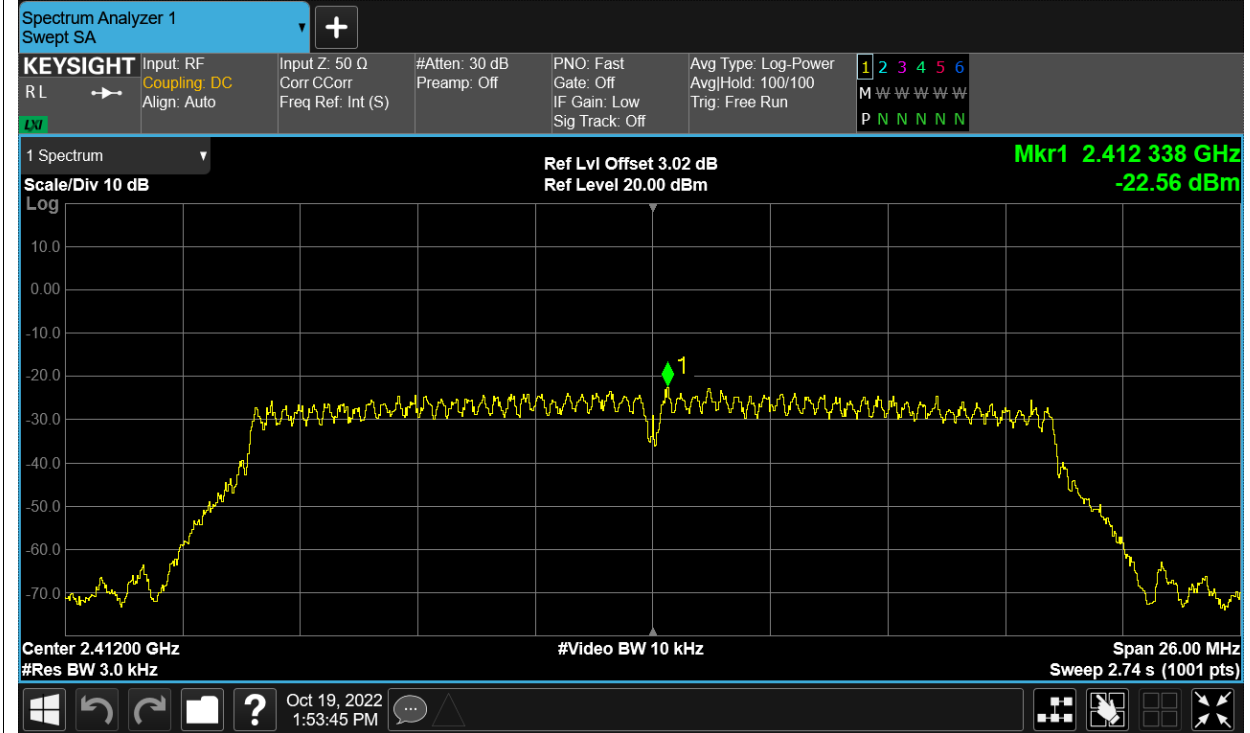 Spectrum Analyzer 1
Swept SA
+
KEYSIGHT
R L
LXI
Input: RF
Coupling: DC
Align: Auto
Input Z: 50 Ω
Corr CCorr
Freq Ref: Int (S)
#Atten: 30 dB
Preamp: Off
PNO: Fast
Gate: Off
IF Gain: Low
Sig Track: Off
Avg Type: Log-Power
Avg|Hold: 100/100
Trig: Free Run
1 2 3 4 5 6
M W W W W W
P N N N N N
1 Spectrum
Scale/Div 10 dB
Ref Lvl Offset 3.02 dB
Ref Level 20.00 dBm
Mkr1 2.412 338 GHz
-22.56 dBm
Log
10.0
0.00
-10.0
-20.0
-30.0
-40.0
-50.0
-60.0
-70.0
1
Center 2.41200 GHz
#Res BW 3.0 kHz
#Video BW 10 kHz
Span 26.00 MHz
Sweep 2.74 s (1001 pts)
?
Oct 19, 2022
1:53:45 PM